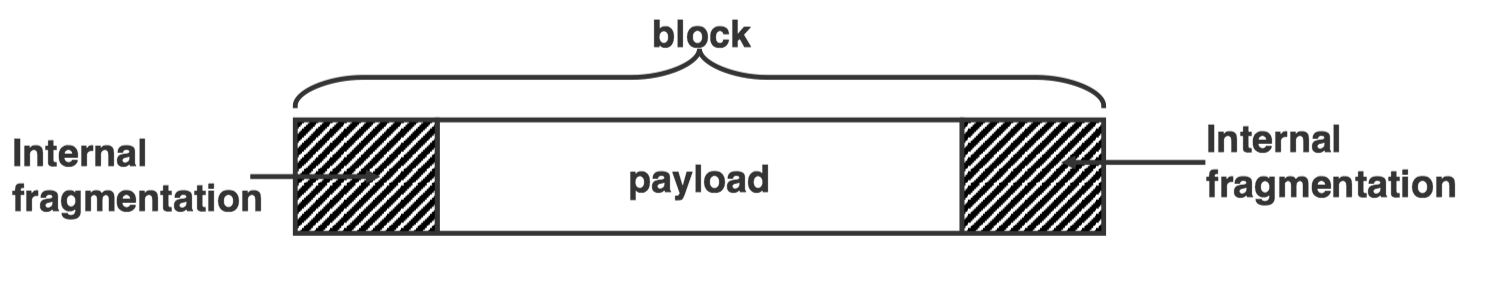 block
Internal
fragmentation
payload
Internal
fragmentation